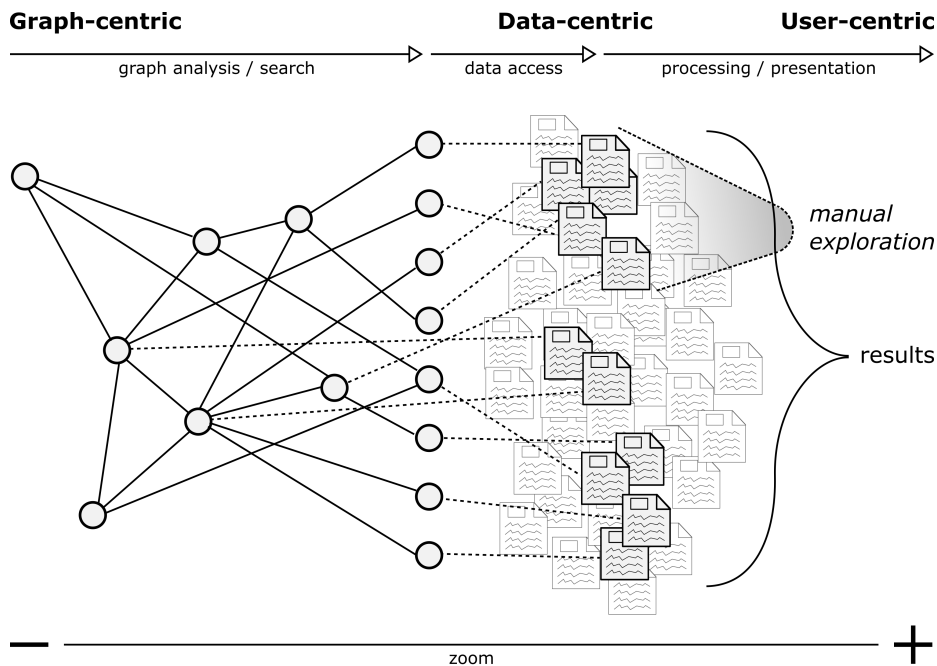 Graph-centric
Data-centric
User-centric
graph analysis / search
data access
processing / presentation
manual
exploration
results
zoom